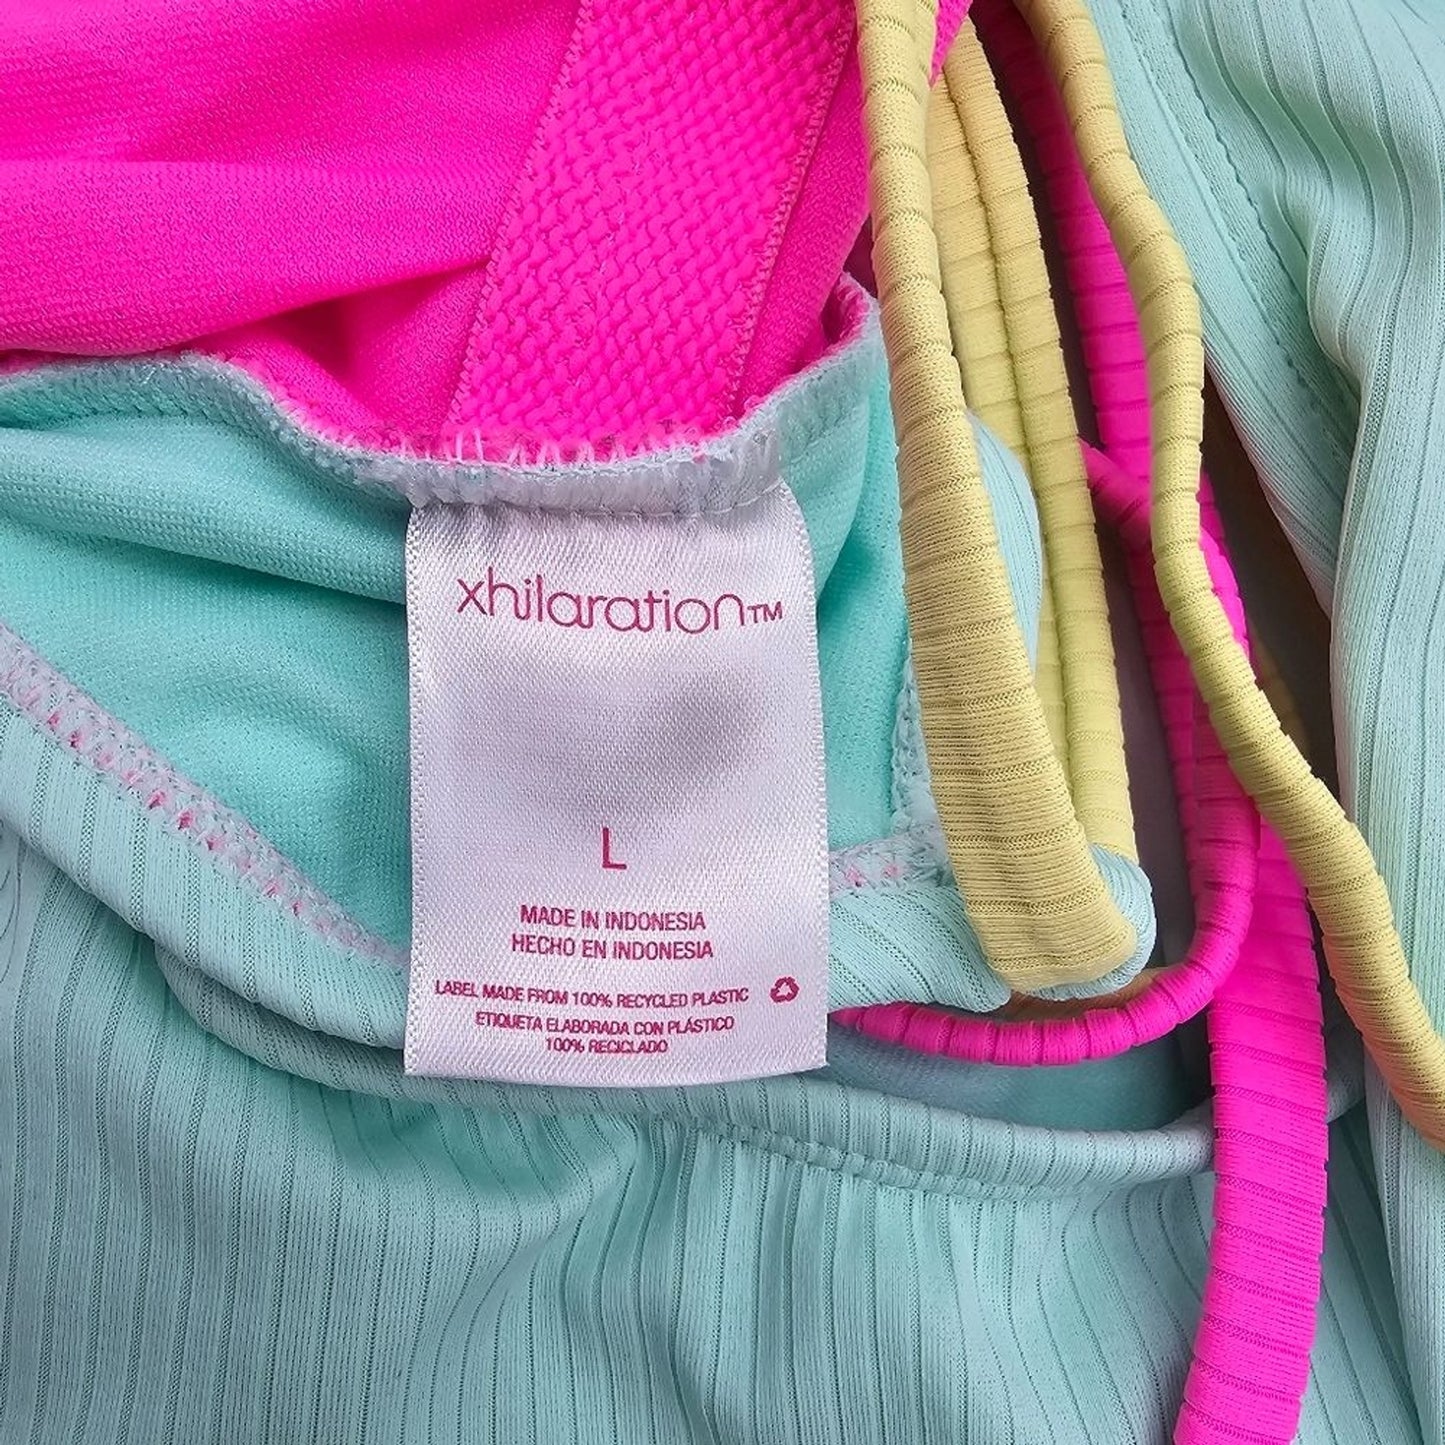 xhilaration™
L
MADE IN INDONESIA
HECHO EN INDONESIA
LABEL MADE FROM 100% RECYCLED PLASTIC
ETIQUETA ELABORADA CON PLÁSTICO
100% RECICLADO